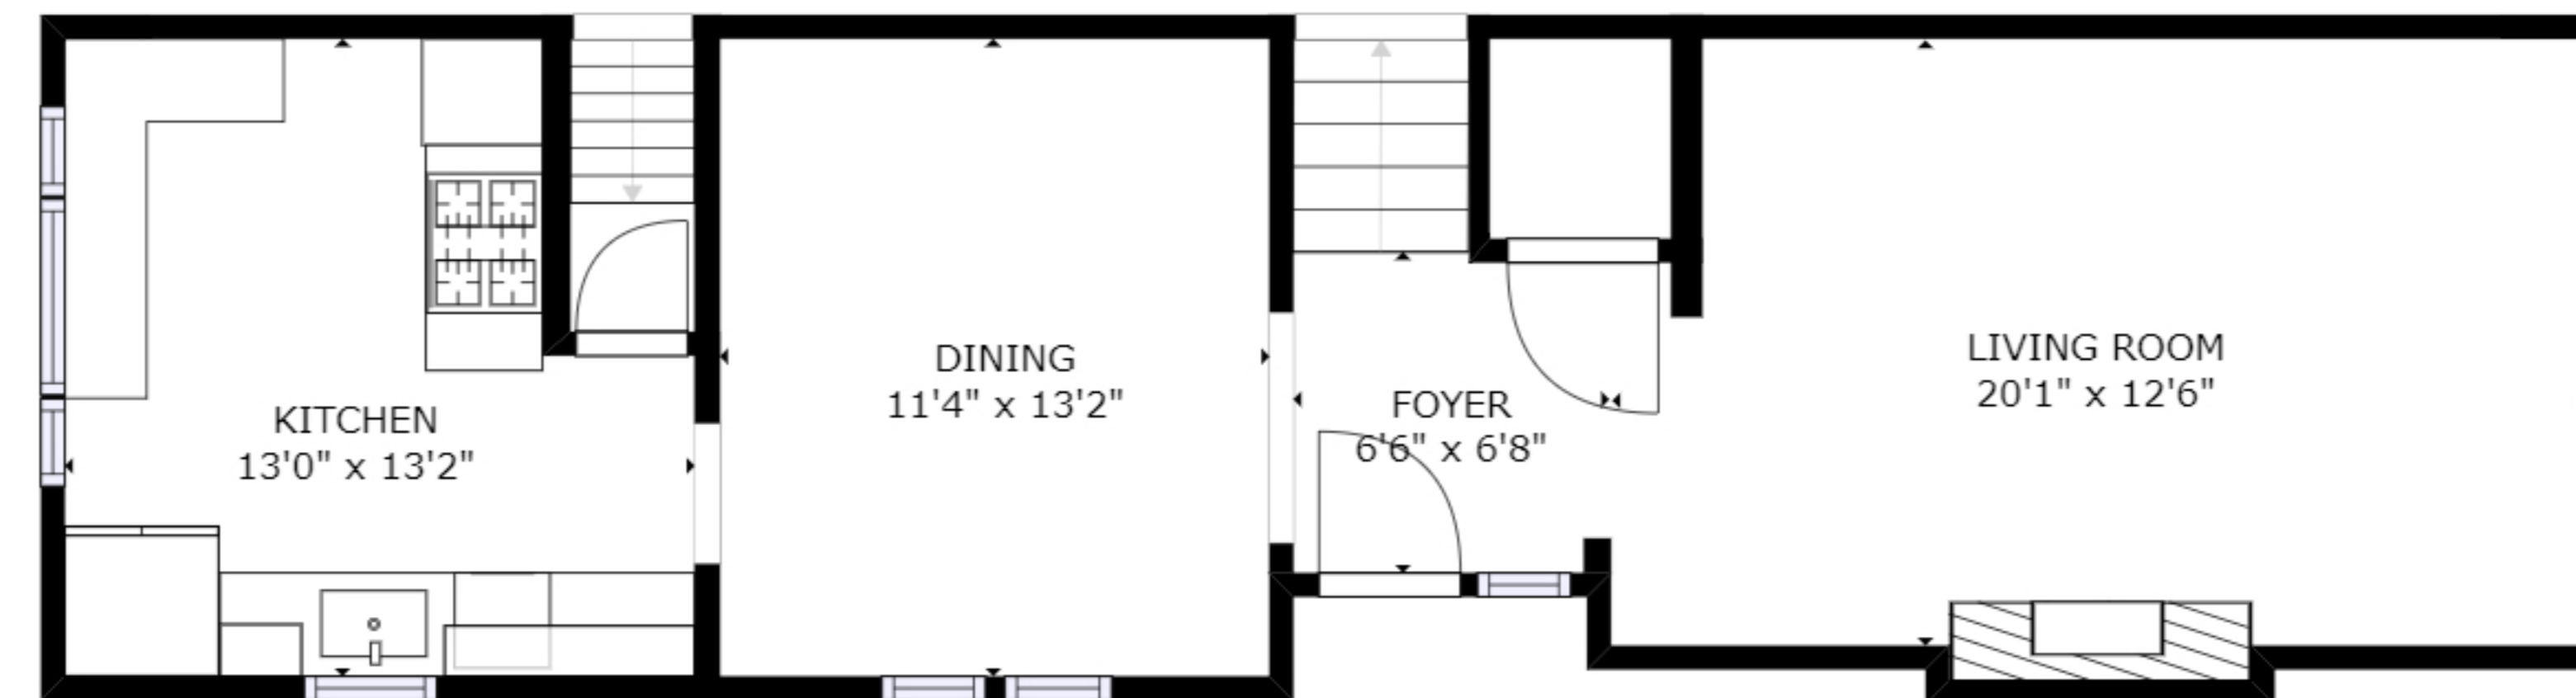 KITCHEN
13'0" x 13'2"
DINING
11'4" x 13'2"
FOYER
6'6" x 6'8"
LIVING ROOM
20'1" x 12'6"